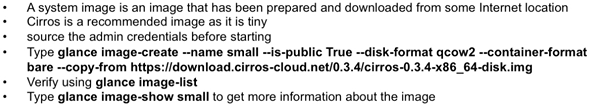 • A system image is an image that has been prepared and downloaded from some Internet location
• Cirros is a recommended image as it is tiny
• source the admin credentials before starting
• Type glance image-create --name small --is-public True --disk-format qcow2 --container-format
bare --copy-from https://download.cirros-cloud.net/0.3.4/cirros-0.3.4-x86_64-disk.img
• Verify using glance image-list
• Type glance image-show small to get more information about the image